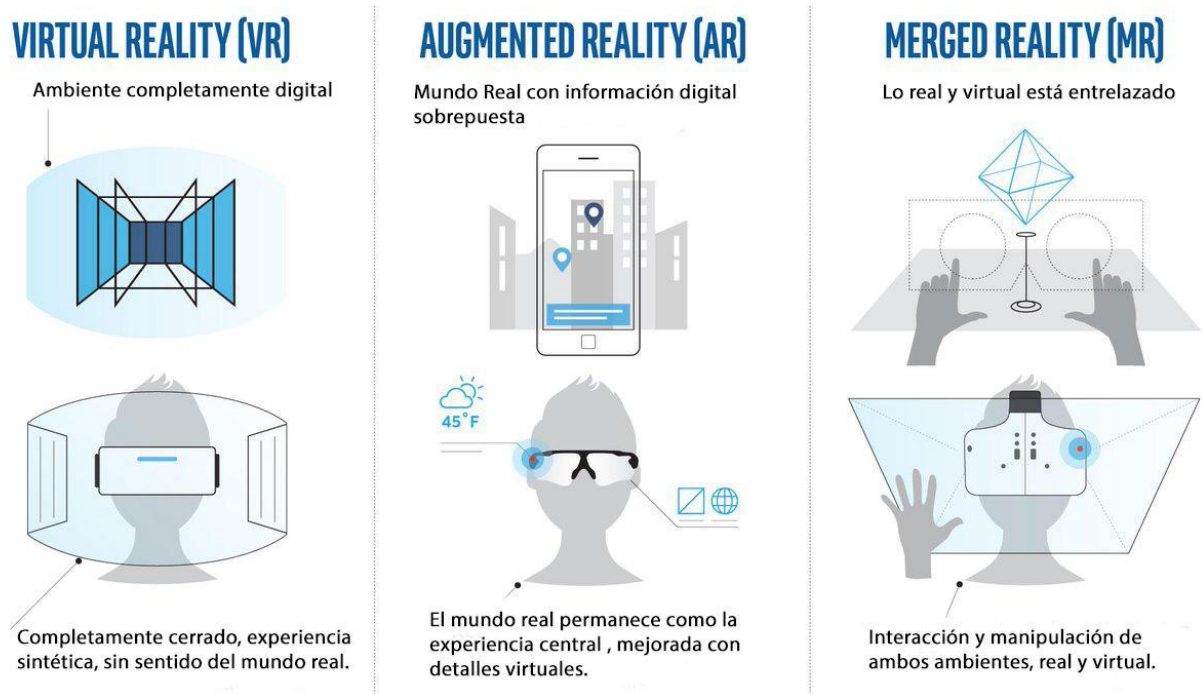 VIRTUAL REALITY (VR)
Ambiente completamente digital
Completamente cerrado, experiencia
sintética, sin sentido del mundo real.
AUGMENTED REALITY (AR)
Mundo Real con información digital
sobrepuesta
45°F
El mundo real permanece como la
experiencia central , mejorada con
detalles virtuales.
MERGED REALITY (MR)
Lo real y virtual está entrelazado
Interacción y manipulación de
ambos ambientes, real y virtual.